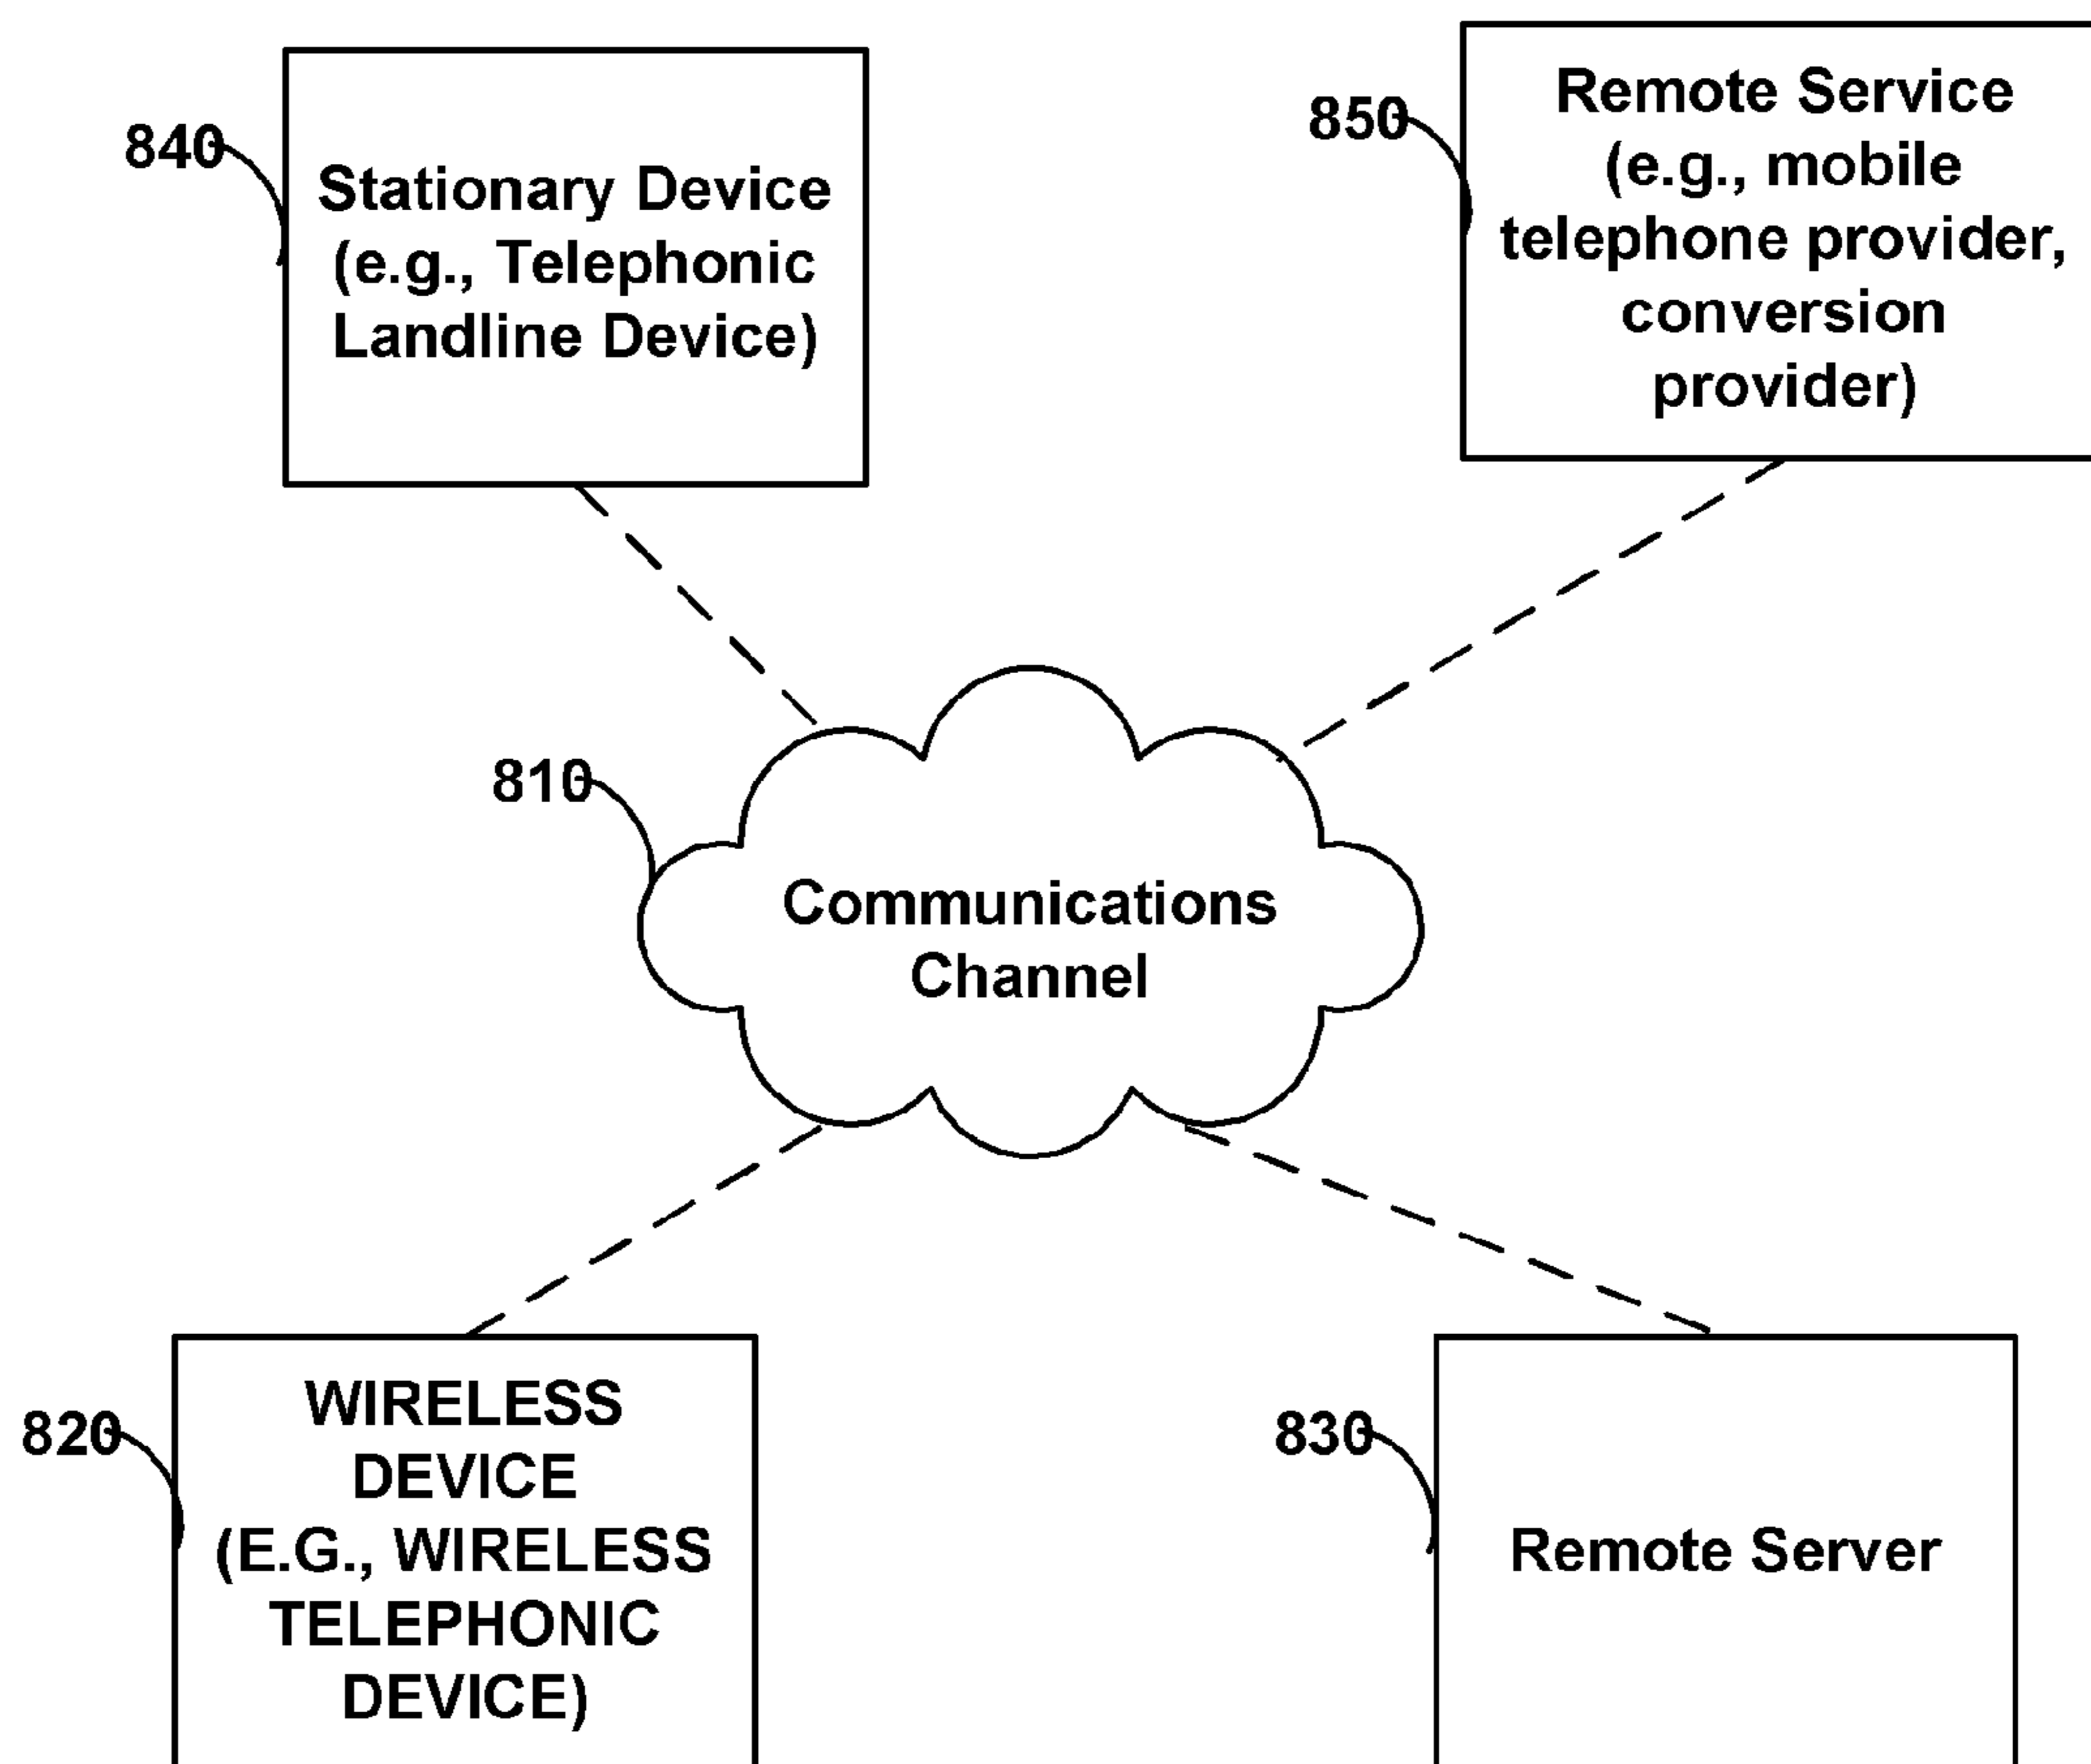 840
Stationary Device
(e.g., Telephonic
Landline Device)
850
Remote Service
(e.g., mobile
telephone provider,
conversion
provider)
810
Communications
Channel
820
WIRELESS
DEVICE
(E.G., WIRELESS
TELEPHONIC
DEVICE)
830
Remote Server